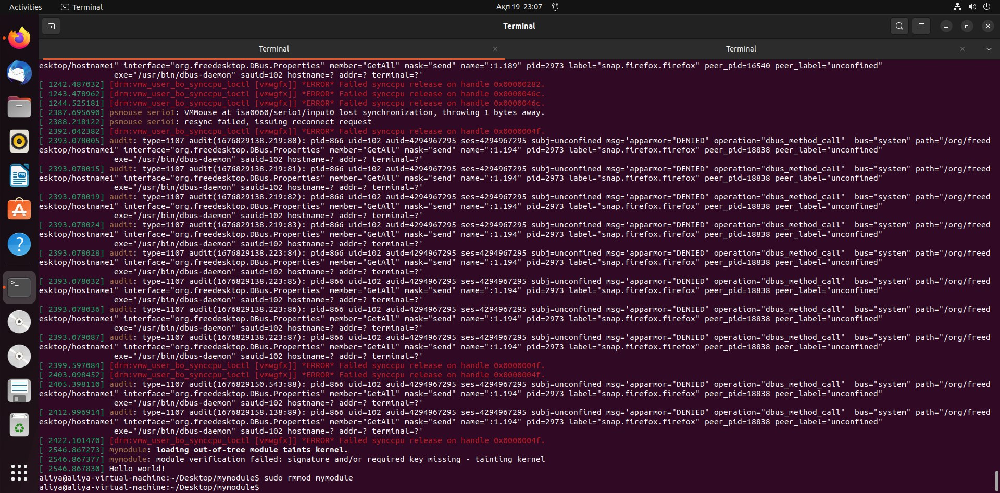 Activities
Terminal
Ақп 19 23:07
Terminal
Terminal
Terminal
esktop/hostname1" interface="org.freedesktop.DBus.Properties" member="GetAll" mask="send" name=":1.189" pid=2973 label="snap.firefox.firefox" peer_pid=16540 peer_label="unconfined"
exe="/usr/bin/dbus-daemon" sauid=102 hostname=? addr=? terminal=?'
[ 1242.487032] [drm:vmw_user_bo_synccpu_ioctl [vmwgfx]] *ERROR* Failed synccpu release on handle 0x00000282.
[ 1243.478962] [drm:vmw_user_bo_synccpu_ioctl [vmwgfx]] *ERROR* Failed synccpu release on handle 0x0000046c.
[ 1244.525181] [drm:vmw_user_bo_synccpu_ioctl [vmwgfx]] *ERROR* Failed synccpu release on handle 0x0000046c.
[ 2387.695690] psmouse serio1: VMMouse at isa0060/serio1/input0 lost synchronization, throwing 1 bytes away.
[ 2388.218122] psmouse serio1: resync failed, issuing reconnect request
[ 2392.042382] [drm:vmw_user_bo_synccpu_ioctl [vmwgfx]] *ERROR* Failed synccpu release on handle 0x0000004f.
[ 2393.078005] audit: type=1107 audit(1676829138.219:80): pid=866 uid=102 auid=4294967295 ses=4294967295 subj=unconfined msg='apparmor="DENIED" operation="dbus_method_call"  bus="system" path="/org/freed
esktop/hostname1" interface="org.freedesktop.DBus.Properties" member="GetAll" mask="send" name=":1.194" pid=2973 label="snap.firefox.firefox" peer_pid=18838 peer_label="unconfined"
exe="/usr/bin/dbus-daemon" sauid=102 hostname=? addr=? terminal=?'
[ 2393.078015] audit: type=1107 audit(1676829138.219:81): pid=866 uid=102 auid=4294967295 ses=4294967295 subj=unconfined msg='apparmor="DENIED" operation="dbus_method_call"  bus="system" path="/org/freed
esktop/hostname1" interface="org.freedesktop.DBus.Properties" member="GetAll" mask="send" name=":1.194" pid=2973 label="snap.firefox.firefox" peer_pid=18838 peer_label="unconfined"
exe="/usr/bin/dbus-daemon" sauid=102 hostname=? addr=? terminal=?'
[ 2393.078019] audit: type=1107 audit(1676829138.219:82): pid=866 uid=102 auid=4294967295 ses=4294967295 subj=unconfined msg='apparmor="DENIED" operation="dbus_method_call"  bus="system" path="/org/freed
esktop/hostname1" interface="org.freedesktop.DBus.Properties" member="GetAll" mask="send" name=":1.194" pid=2973 label="snap.firefox.firefox" peer_pid=18838 peer_label="unconfined"
exe="/usr/bin/dbus-daemon" sauid=102 hostname=? addr=? terminal=?'
[ 2393.078024] audit: type=1107 audit(1676829138.219:83): pid=866 uid=102 auid=4294967295 ses=4294967295 subj=unconfined msg='apparmor="DENIED" operation="dbus_method_call"  bus="system" path="/org/freed
esktop/hostname1" interface="org.freedesktop.DBus.Properties" member="GetAll" mask="send" name=":1.194" pid=2973 label="snap.firefox.firefox" peer_pid=18838 peer_label="unconfined"
exe="/usr/bin/dbus-daemon" sauid=102 hostname=? addr=? terminal=?'
[ 2393.078028] audit: type=1107 audit(1676829138.223:84): pid=866 uid=102 auid=4294967295 ses=4294967295 subj=unconfined msg='apparmor="DENIED" operation="dbus_method_call"  bus="system" path="/org/freed
esktop/hostname1" interface="org.freedesktop.DBus.Properties" member="GetAll" mask="send" name=":1.194" pid=2973 label="snap.firefox.firefox" peer_pid=18838 peer_label="unconfined"
exe="/usr/bin/dbus-daemon" sauid=102 hostname=? addr=? terminal=?'
[ 2393.078032] audit: type=1107 audit(1676829138.223:85): pid=866 uid=102 auid=4294967295 ses=4294967295 subj=unconfined msg='apparmor="DENIED" operation="dbus_method_call"  bus="system" path="/org/freed
esktop/hostname1" interface="org.freedesktop.DBus.Properties" member="GetAll" mask="send" name=":1.194" pid=2973 label="snap.firefox.firefox" peer_pid=18838 peer_label="unconfined"
exe="/usr/bin/dbus-daemon" sauid=102 hostname=? addr=? terminal=?'
[ 2393.078036] audit: type=1107 audit(1676829138.223:86): pid=866 uid=102 auid=4294967295 ses=4294967295 subj=unconfined msg='apparmor="DENIED" operation="dbus_method_call"  bus="system" path="/org/freed
esktop/hostname1" interface="org.freedesktop.DBus.Properties" member="GetAll" mask="send" name=":1.194" pid=2973 label="snap.firefox.firefox" peer_pid=18838 peer_label="unconfined"
exe="/usr/bin/dbus-daemon" sauid=102 hostname=? addr=? terminal=?'
[ 2393.079087] audit: type=1107 audit(1676829138.223:87): pid=866 uid=102 auid=4294967295 ses=4294967295 subj=unconfined msg='apparmor="DENIED" operation="dbus_method_call"  bus="system" path="/org/freed
esktop/hostname1" interface="org.freedesktop.DBus.Properties" member="GetAll" mask="send" name=":1.194" pid=2973 label="snap.firefox.firefox" peer_pid=18838 peer_label="unconfined"
exe="/usr/bin/dbus-daemon" sauid=102 hostname=? addr=? terminal=?'
[ 2399.597084] [drm:vmw_user_bo_synccpu_ioctl [vmwgfx]] *ERROR* Failed synccpu release on handle 0x0000004f.
[ 2403.098452] [drm:vmw_user_bo_synccpu_ioctl [vmwgfx]] *ERROR* Failed synccpu release on handle 0x0000004f.
[ 2405.398110] audit: type=1107 audit(1676829150.543:88): pid=866 uid=102 auid=4294967295 ses=4294967295 subj=unconfined msg='apparmor="DENIED" operation="dbus_method_call"  bus="system" path="/org/freed
esktop/hostname1" interface="org.freedesktop.DBus.Properties" member="GetAll" mask="send" name=":1.194" pid=2973 label="snap.firefox.firefox" peer_pid=18838 peer_label="unconfined"
exe="/usr/bin/dbus-daemon" sauid=102 hostname=? addr=? terminal=?'
[ 2412.996914] audit: type=1107 audit(1676829158.138:89): pid=866 uid=102 auid=4294967295 ses=4294967295 subj=unconfined msg='apparmor="DENIED" operation="dbus_method_call"  bus="system" path="/org/freed
esktop/hostname1" interface="org.freedesktop.DBus.Properties" member="GetAll" mask="send" name=":1.194" pid=2973 label="snap.firefox.firefox" peer_pid=18838 peer_label="unconfined"
exe="/usr/bin/dbus-daemon" sauid=102 hostname=? addr=? terminal=?'
[ 2422.101470] [drm:vmw_user_bo_synccpu_ioctl [vmwgfx]] *ERROR* Failed synccpu release on handle 0x0000004f.
[ 2546.867273] mymodule: loading out-of-tree module taints kernel.
[ 2546.867377] mymodule: module verification failed: signature and/or required key missing - tainting kernel
[ 2546.867830] Hello world!
aliya@aliya-virtual-machine:~/Desktop/mymodule$ sudo rmmod mymodule
aliya@aliya-virtual-machine:~/Desktop/mymodule$